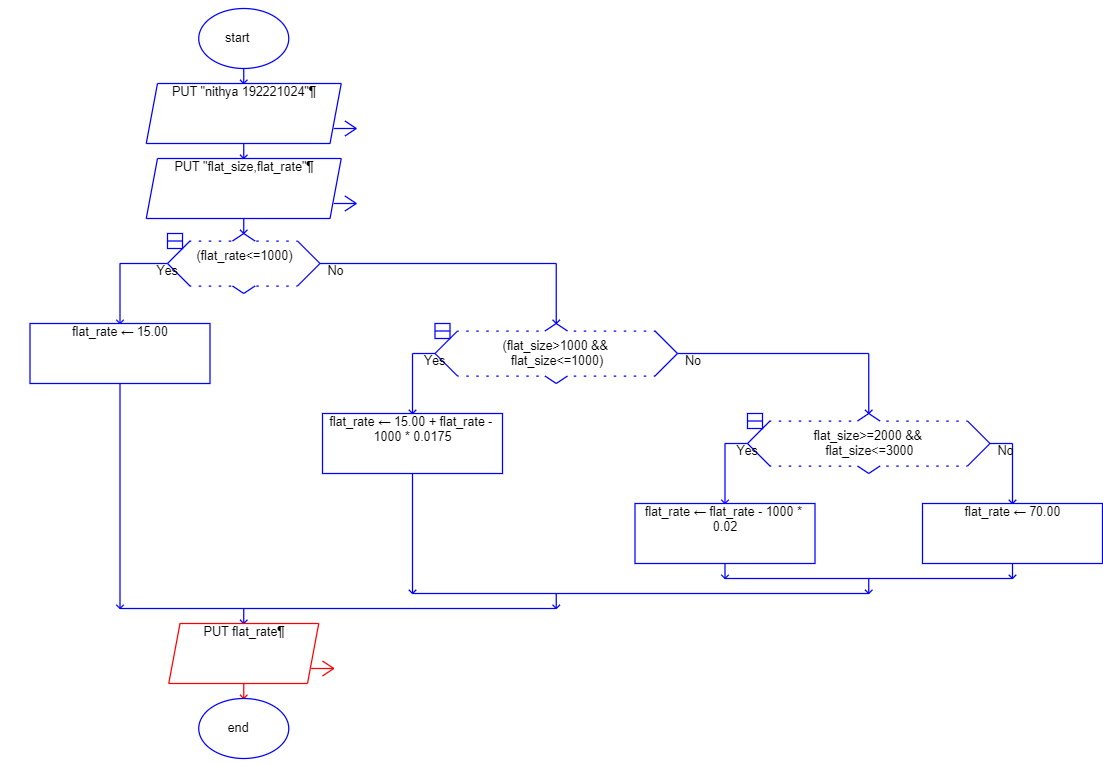 start
PUT "nithya 192221024"¶
PUT "flat_size,flat_rate"¶
(flat_rate<=1000)
Yes
No
flat_rate ← 15.00
(flat_size>1000 &&
flat_size<=1000)
Yes
No
flat_rate ← 15.00 + flat_rate -
1000 * 0.0175
flat_size>=2000 &&
flat_size<=3000
Yes
No
flat_rate ← flat_rate - 1000 *
0.02
flat_rate ← 70.00
PUT flat_rate¶
end